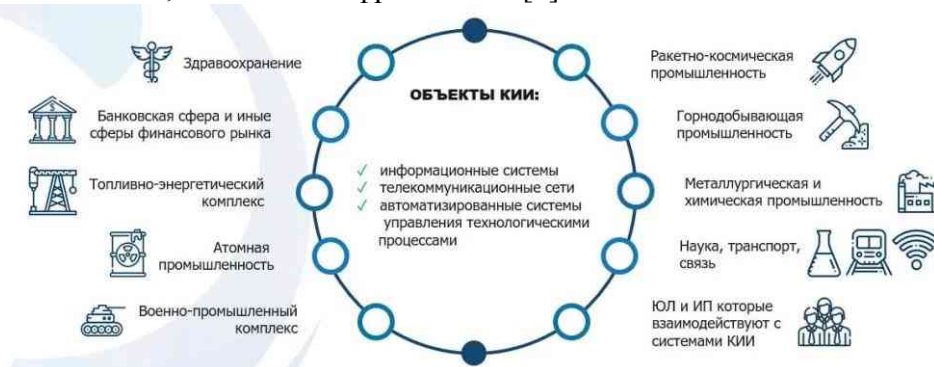 Здравоохранение
Банковская сфера и иные
сферы финансового рынка
Топливно-энергетический
комплекс
Атомная
промышленность
Военно-промышленный
комплекс
ОБЪЕКТЫ КИИ:
✓ информационные системы
✓ телекоммуникационные сети
✓ автоматизированные системы
управления технологическими
процессами
Ракетно-космическая
промышленность
Горнодобывающая
промышленность
Металлургическая и
химическая промышленность
Наука, транспорт,
связь
ЮЛ и ИП которые
взаимодействуют с
системами КИИ